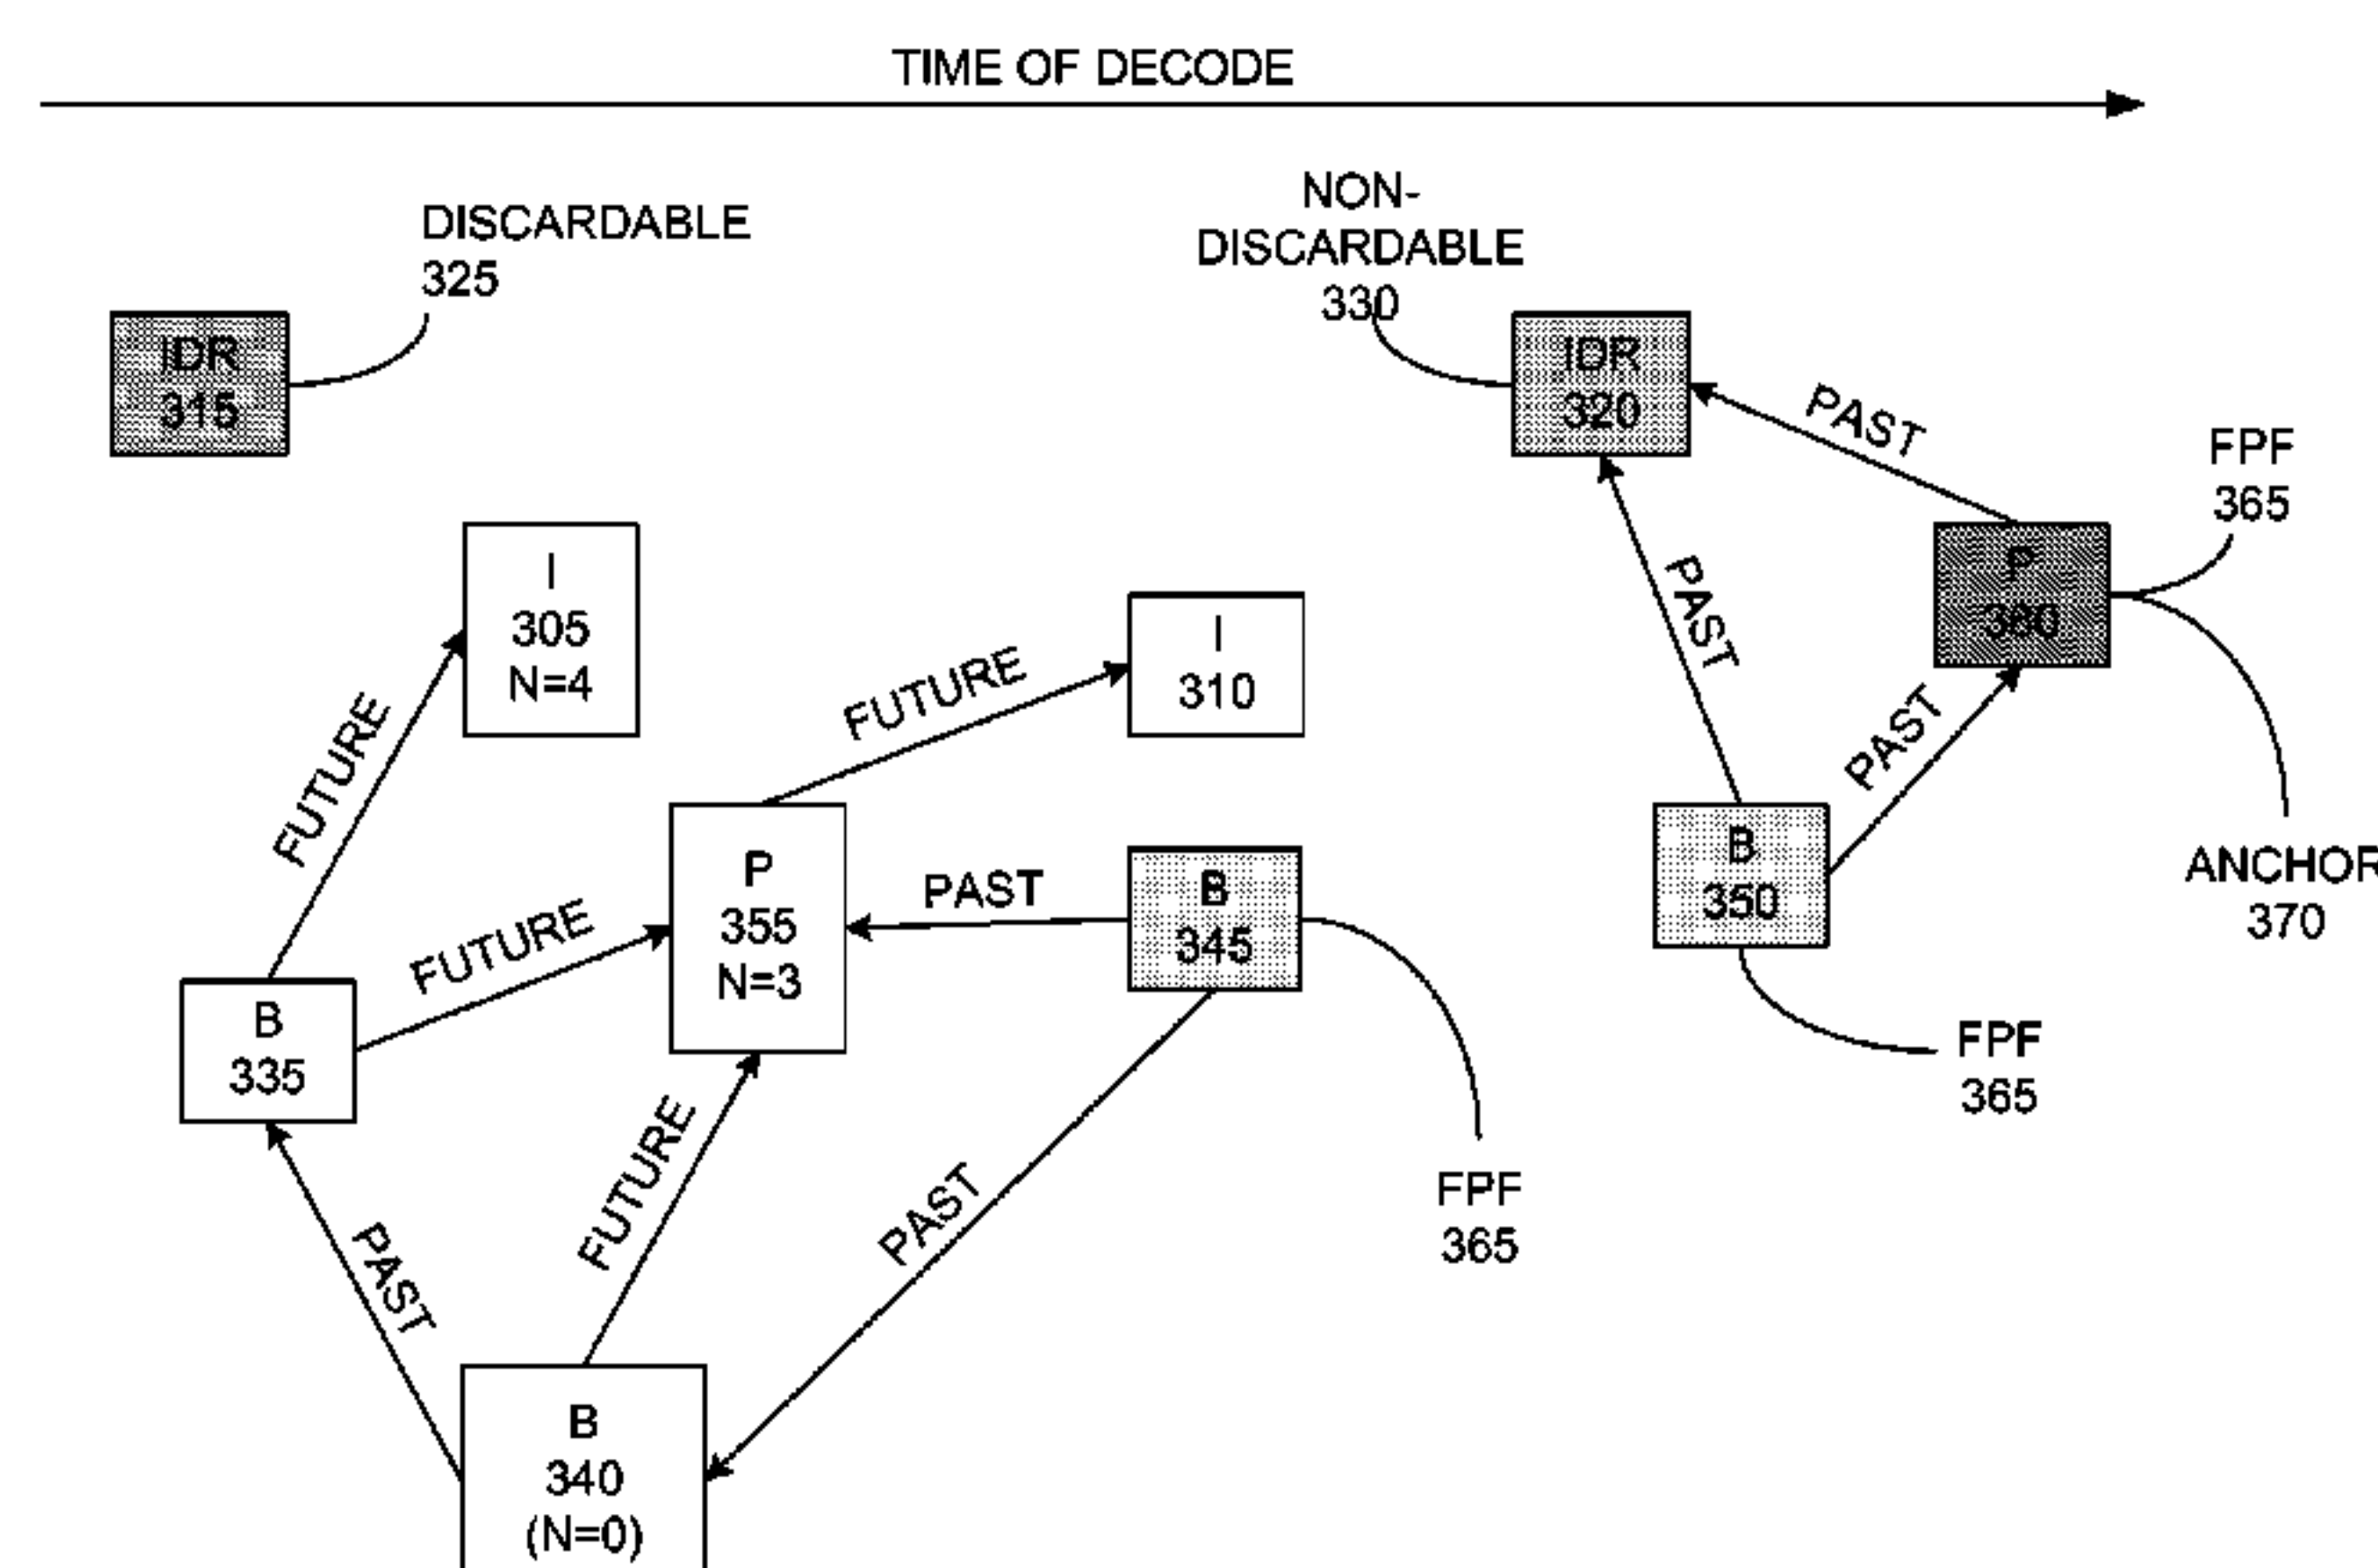 TIME OF DECODE
DISCARDABLE
325
NON-
DISCARDABLE
330
IDR
315
IDR
320
PAST
FPF
365
I
305
N=4
I
310
P
360
FUTURE
FUTURE
PAST
PAST
P
355
N=3
FUTURE
PAST
B
345
B
350
ANCHOR
370
B
335
FPF
365
PAST
FUTURE
PAST
FPF
365
B
340
(N=0)